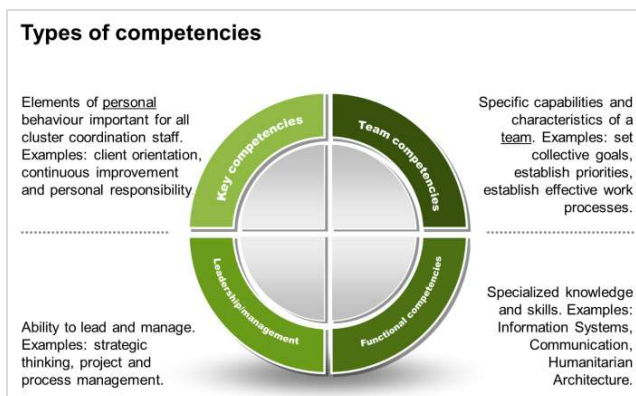 Types of competencies
Elements of personal
behaviour important for all
cluster coordination staff.
Examples: client orientation,
continuous improvement
and personal responsibility.
Key competencies
Team competencies
Specific capabilities and
characteristics of a
team. Examples: set
collective goals,
establish priorities,
establish effective work
processes.
Ability to lead and manage.
Examples: strategic
thinking, project and
process management.
Leadership/management
Functional competencies
Specialized knowledge
and skills. Examples:
Information Systems,
Communication,
Humanitarian
Architecture.